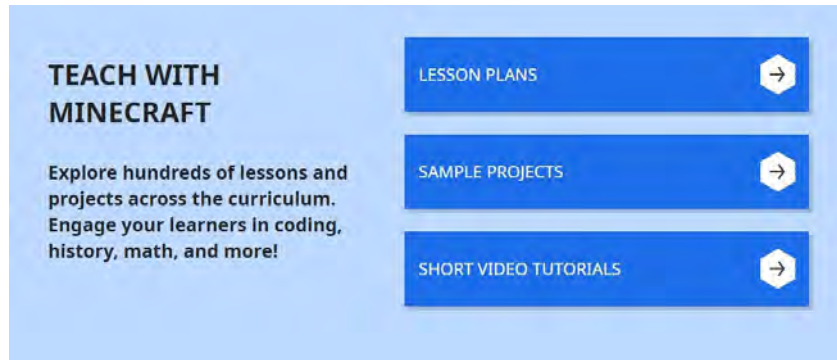 TEACH WITH
MINECRAFT
Explore hundreds of lessons and
projects across the curriculum.
Engage your learners in coding,
history, math, and more!
LESSON PLANS
SAMPLE PROJECTS
SHORT VIDEO TUTORIALS